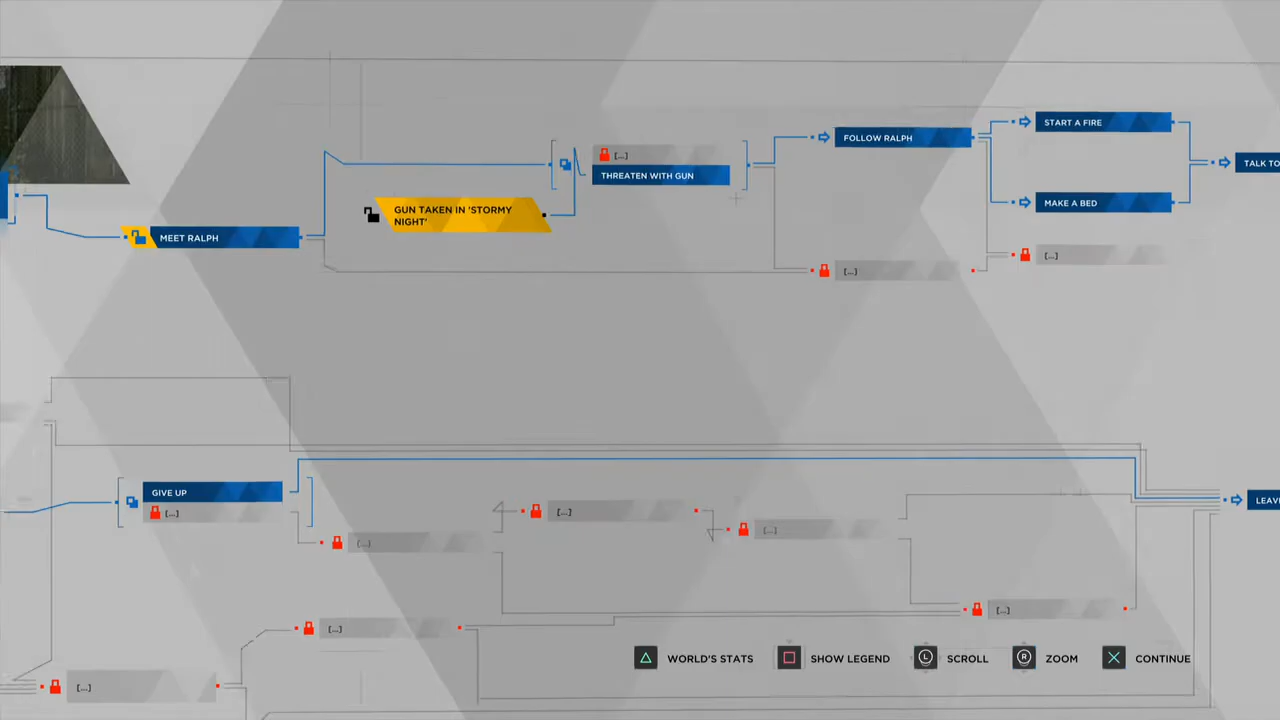 START A FIRE
FOLLOW RALPH
[...]
TALK TO
THREATEN WITH GUN
MAKE A BED
GUN TAKEN IN 'STORMY
NIGHT'
MEET RALPH
[...]
[...]
GIVE UP
[...]
LEAV
[...]
[...]
[...]
[...]
[...]
[...]
WORLD'S STATS
SHOW LEGEND
L
SCROLL
R
ZOOM
CONTINUE